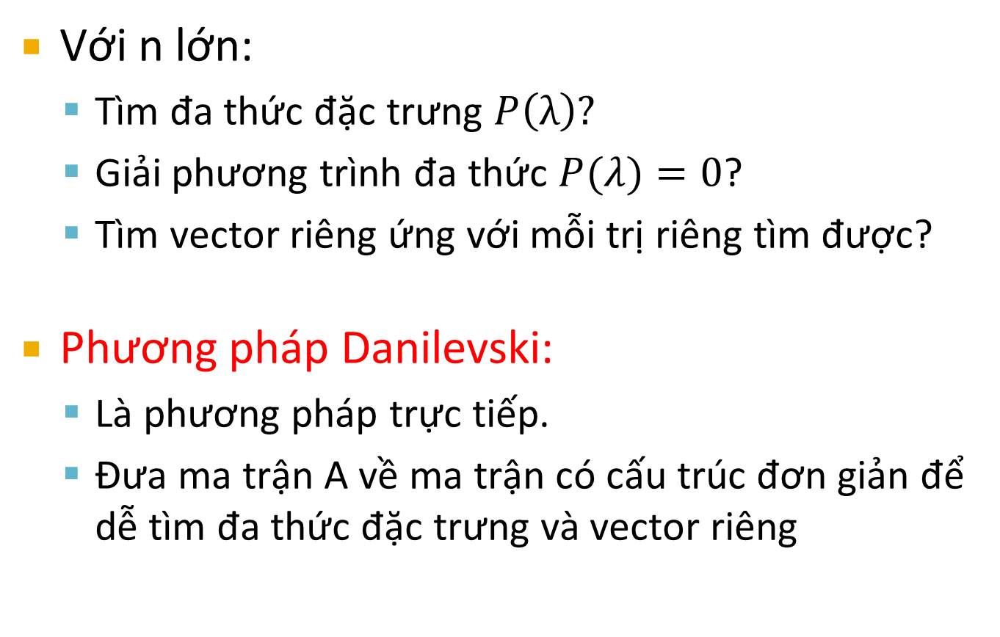 Với n lớn:
Tìm đa thức đặc trưng P(λ)?
Giải phương trình đa thức P(λ) = 0?
Tìm vector riêng ứng với mỗi trị riêng tìm được?
Phương pháp Danilevski:
Là phương pháp trực tiếp.
Đưa ma trận A về ma trận có cấu trúc đơn giản để
dễ tìm đa thức đặc trưng và vector riêng